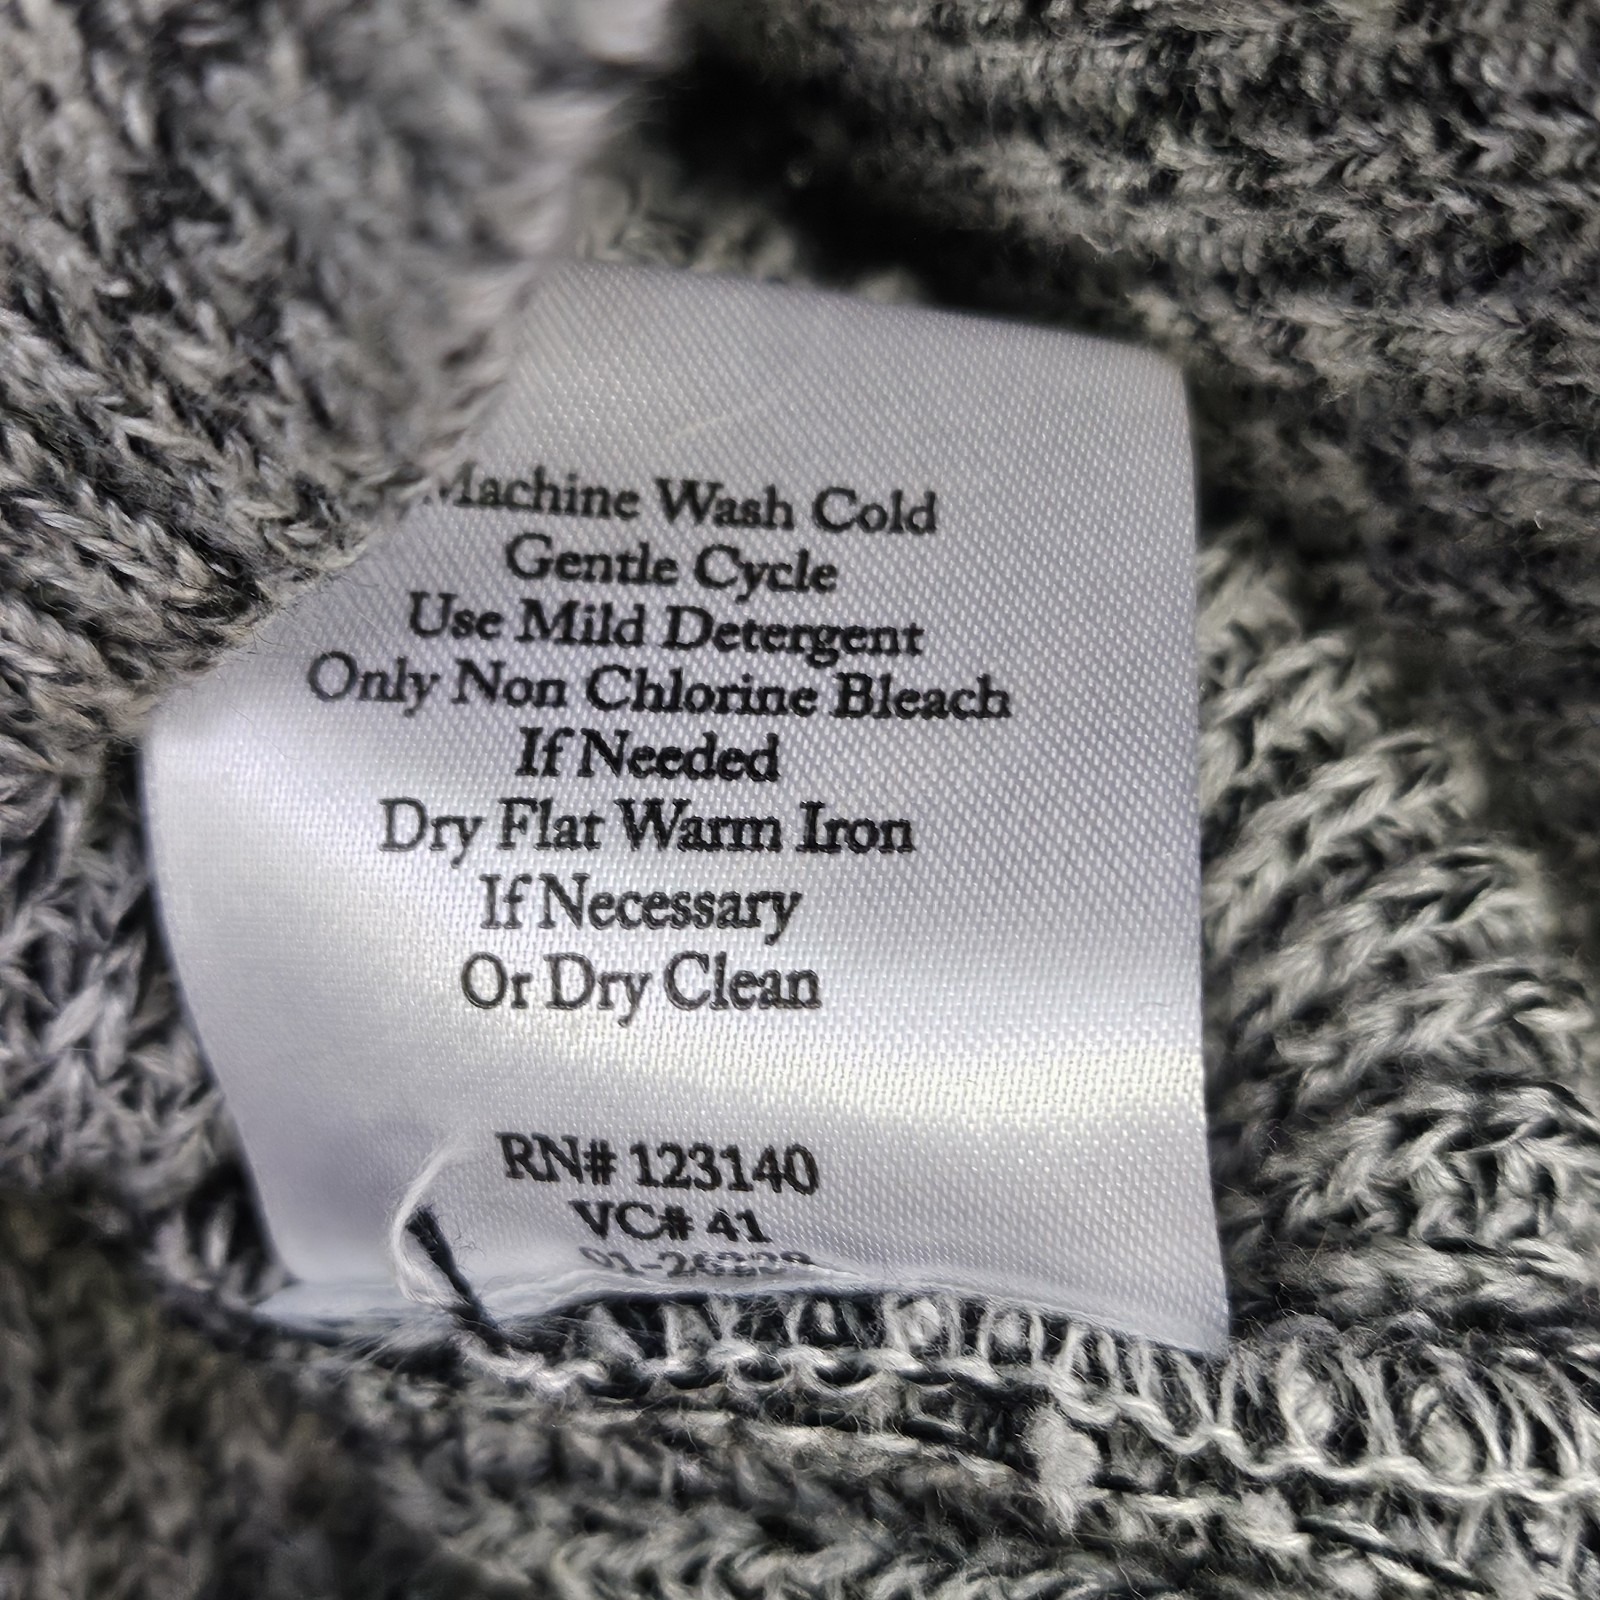 Machine Wash Cold
Gentle Cycle
Use Mild Detergent
Only Non Chlorine Bleach
If Needed
Dry Flat Warm Iron
If Necessary
Or Dry Clean
RN# 123140
VC# 41